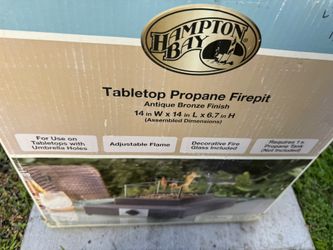 HAMPTON
BAY
Tabletop Propane Firepit
Antique Bronze Finish
14 in W x 14 in L x 6.7 in H
(Assembled Dimensions)
For Use on
Tabletops with
Umbrella Holes
Adjustable Flame
Decorative Fire
Glass Included
Requires 1
Propane Tank
(Not Included)